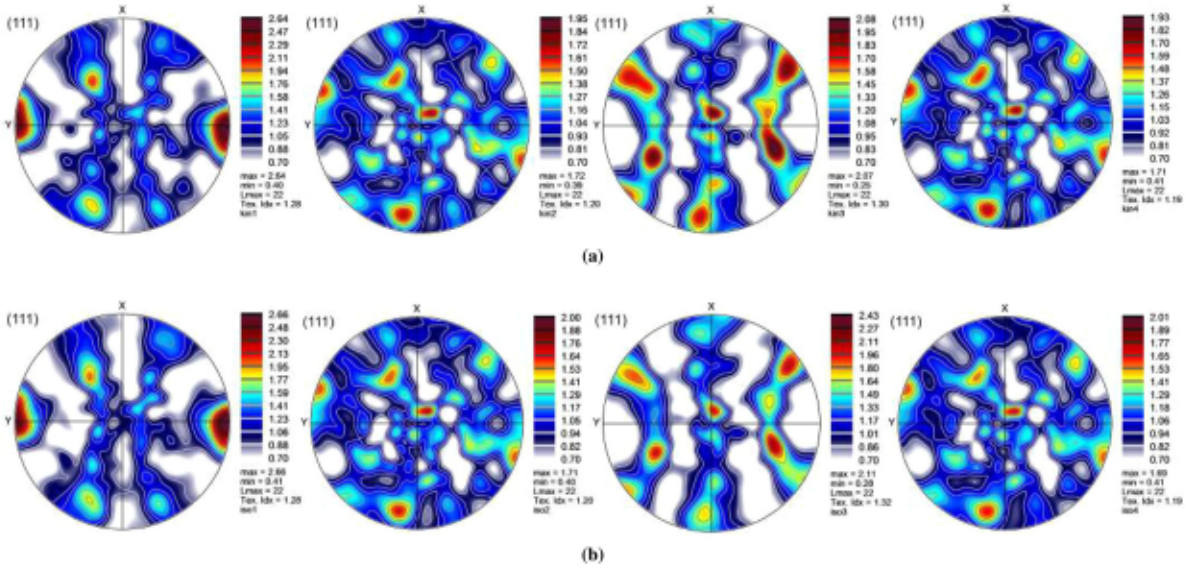 X
(111)
Y
2.64
2.47
2.29
2.11
1.94
1.76
1.58
1.41
1.23
1.05
0.88
0.70
max = 2.64
min = 0.40
Lmax = 22
Tex. Idx = 1.28
kin1
X
(111)
Y
1.95
1.84
1.72
1.61
1.50
1.38
1.27
1.16
1.04
0.93
0.81
0.70
max = 1.72
min = 0.39
Lmax = 22
Tex. Idx = 1.20
kin2
X
(111)
Y
2.08
1.95
1.83
1.70
1.58
1.45
1.33
1.20
1.08
0.95
0.83
0.70
max = 2.07
min = 0.25
Lmax = 22
Tex. Idx = 1.30
kin3
X
(111)
Y
1.93
1.82
1.70
1.59
1.48
1.37
1.26
1.15
1.03
0.92
0.81
0.70
max = 1.71
min = 0.41
Lmax = 22
Tex. Idx = 1.19
kin4
(a)
X
(111)
Y
2.66
2.48
2.30
2.13
1.95
1.77
1.59
1.41
1.23
1.06
0.88
0.70
max = 2.66
min = 0.41
Lmax = 22
Tex. Idx = 1.28
iso1
X
(111)
Y
2.00
1.88
1.76
1.64
1.53
1.41
1.29
1.17
1.05
0.94
0.82
0.70
max = 1.71
min = 0.40
Lmax = 22
Tex. Idx = 1.20
iso2
X
(111)
Y
2.43
2.27
2.11
1.96
1.80
1.64
1.49
1.33
1.17
1.01
0.86
0.70
max = 2.11
min = 0.28
Lmax = 22
Tex. Idx = 1.32
iso3
X
(111)
Y
2.01
1.89
1.77
1.65
1.53
1.41
1.29
1.18
1.06
0.94
0.82
0.70
max = 1.69
min = 0.41
Lmax = 22
Tex. Idx = 1.19
iso4
(b)